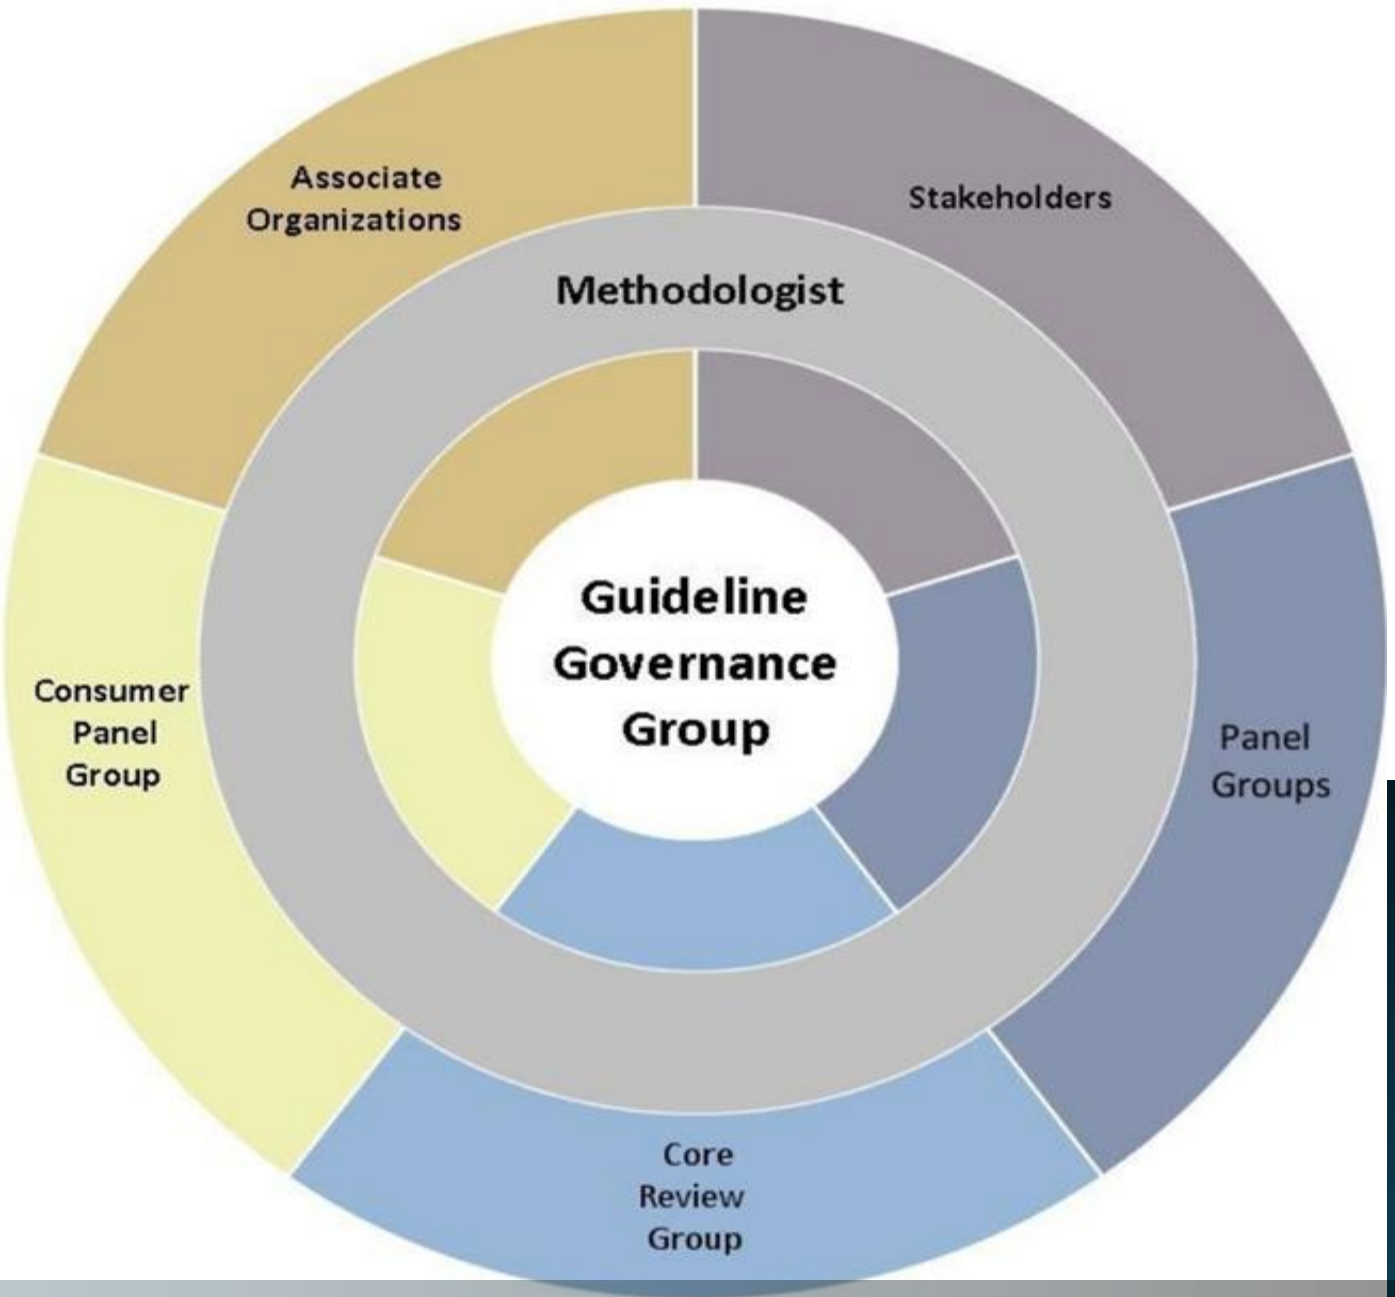 Associate
Organizations
Stakeholders
Methodologist
Guideline
Governance
Group
Consumer
Panel
Group
Panel
Groups
Core
Review
Group